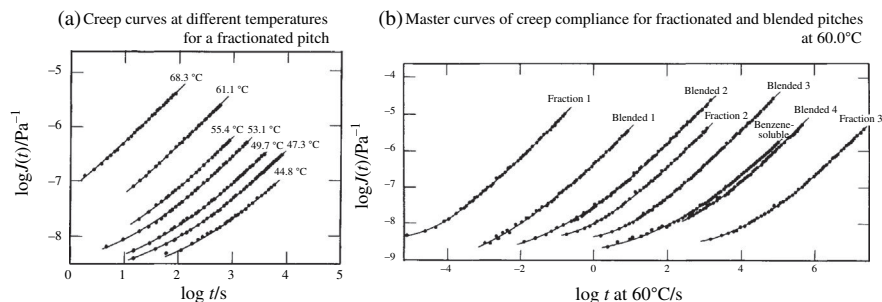 (a) Creep curves at different temperatures
for a fractionated pitch
68.3 °C
61.1 °C
55.4 °C
53.1 °C
49.7 °C
47.3 °C
44.8 °C
–5
–6
–7
–8
0
1
2
3
4
5
logJ(t)/Pa⁻¹
log t/s
(b) Master curves of creep compliance for fractionated and blended pitches
at 60.0°C
Fraction 1
Blended 1
Blended 2
Fraction 2
Blended 3
Benzene-
soluble
Blended 4
Fraction 3
–4
–5
–6
–7
–8
–9
–4
–2
0
2
4
6
logJ(t)/Pa⁻¹
log t at 60°C/s